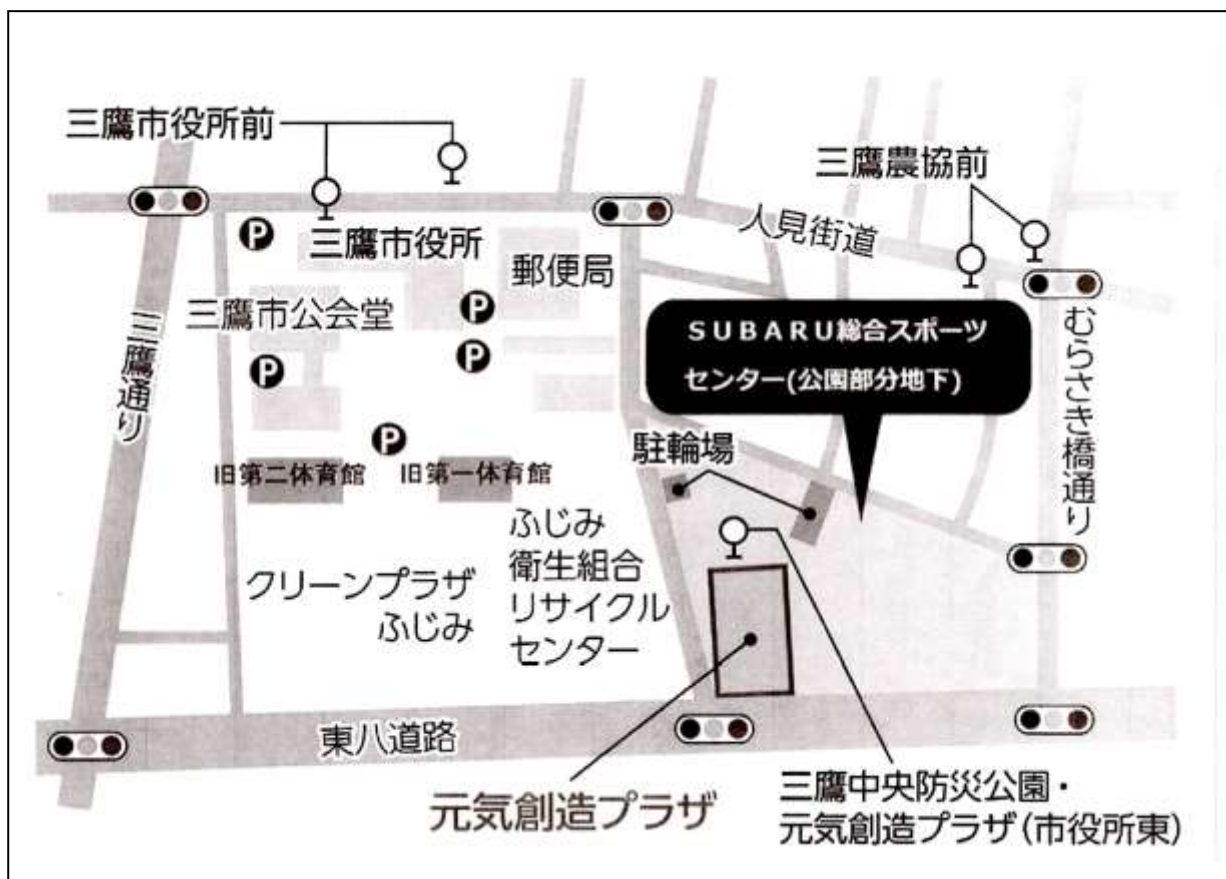 三鷹市役所前
三鷹農協前
人見街道
三鷹市役所
郵便局
三鷹市公会堂
P
P
P
P
P
SUBARU総合スポーツ
センター(公園部分地下)
三鷹通り
むらさき橋通り
駐輪場
旧第二体育館
旧第一体育館
ふじみ
衛生組合
リサイクル
センター
クリーンプラザ
ふじみ
東八道路
元気創造プラザ
三鷹中央防災公園・
元気創造プラザ(市役所東)